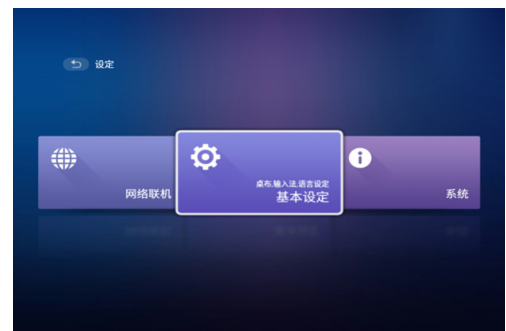 设定
网络联机
桌布,输入法,语言设定
基本设定
系统